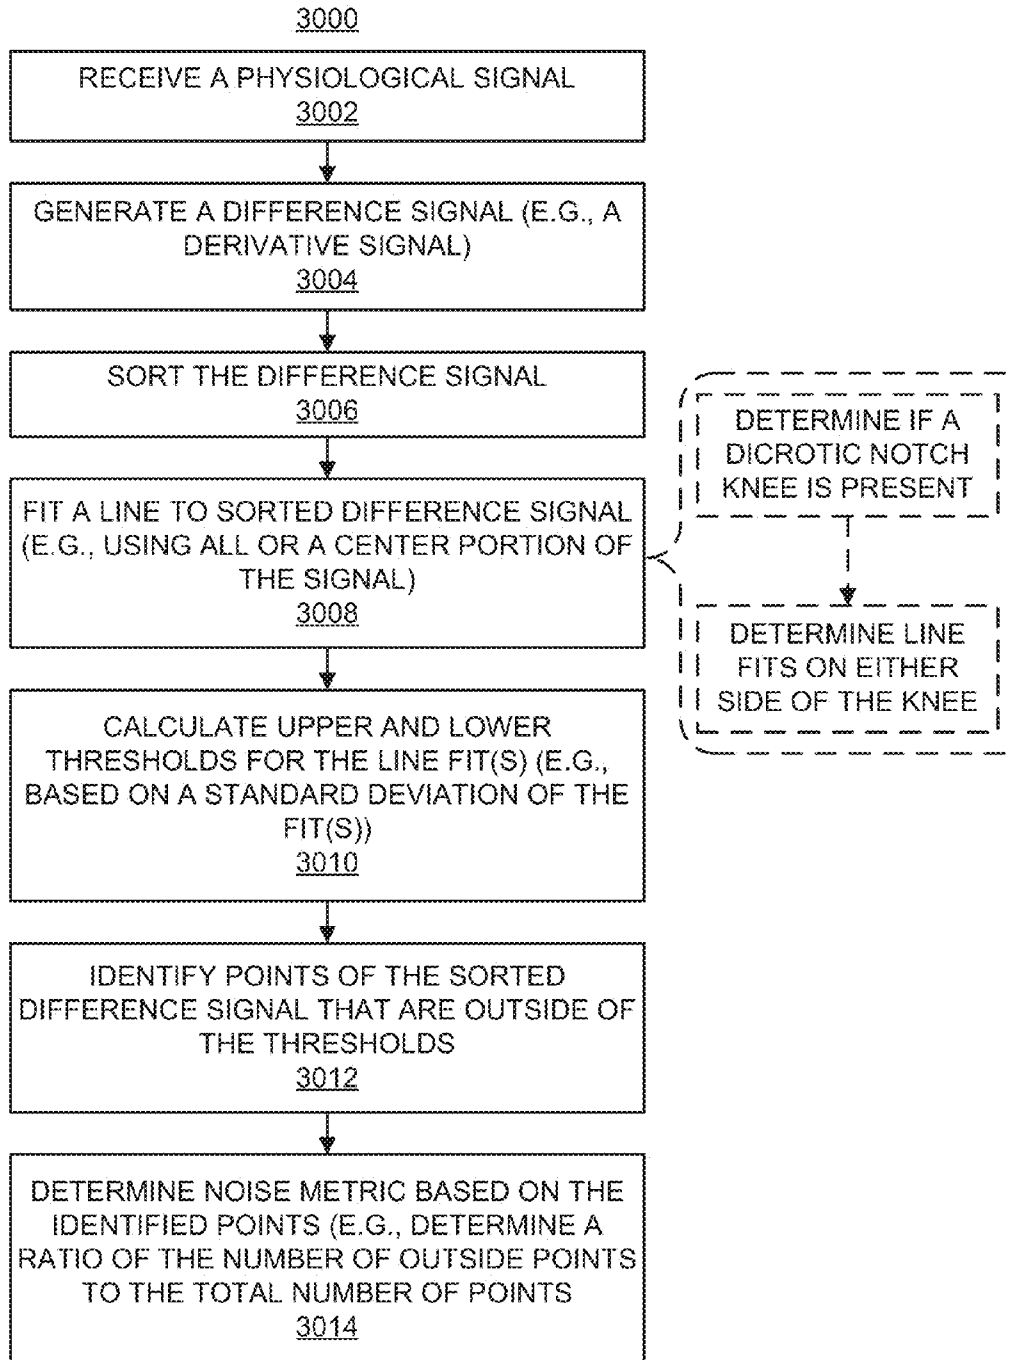 3000
RECEIVE A PHYSIOLOGICAL SIGNAL
3002
GENERATE A DIFFERENCE SIGNAL (E.G., A
DERIVATIVE SIGNAL)
3004
SORT THE DIFFERENCE SIGNAL
3006
FIT A LINE TO SORTED DIFFERENCE SIGNAL
(E.G., USING ALL OR A CENTER PORTION OF
THE SIGNAL)
3008
DETERMINE IF A
DICROTIC NOTCH
KNEE IS PRESENT
DETERMINE LINE
FITS ON EITHER
SIDE OF THE KNEE
CALCULATE UPPER AND LOWER
THRESHOLDS FOR THE LINE FIT(S) (E.G.,
BASED ON A STANDARD DEVIATION OF THE
FIT(S))
3010
IDENTIFY POINTS OF THE SORTED
DIFFERENCE SIGNAL THAT ARE OUTSIDE OF
THE THRESHOLDS
3012
DETERMINE NOISE METRIC BASED ON THE
IDENTIFIED POINTS (E.G., DETERMINE A
RATIO OF THE NUMBER OF OUTSIDE POINTS
TO THE TOTAL NUMBER OF POINTS
3014